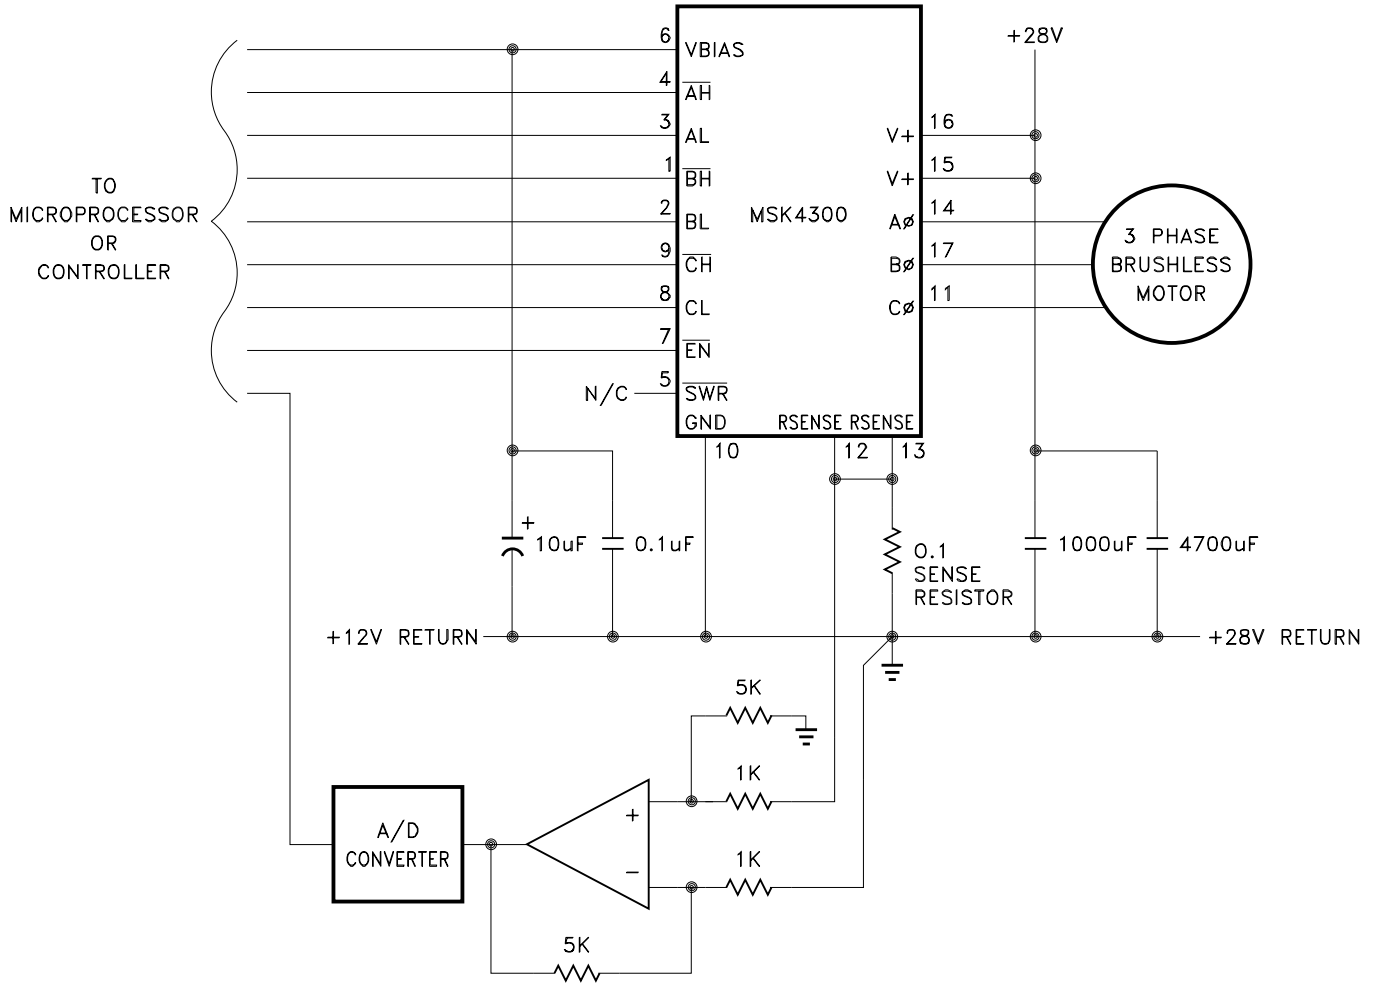 6
VBIAS
+28V
4
AH
3
AL
16
V+
1
BH
15
V+
TO
MICROPROCESSOR
OR
CONTROLLER
2
BL
MSK4300
14
AØ
3 PHASE
BRUSHLESS
MOTOR
9
CH
17
BØ
8
CL
11
CØ
7
EN
N/C
5
SWR
GND
RSENSE
RSENSE
10
12
13
+
10uF
0.1uF
0.1
SENSE
RESISTOR
1000uF
4700uF
+12V RETURN
+28V RETURN
5K
1K
+
A/D
CONVERTER
1K
−
5K